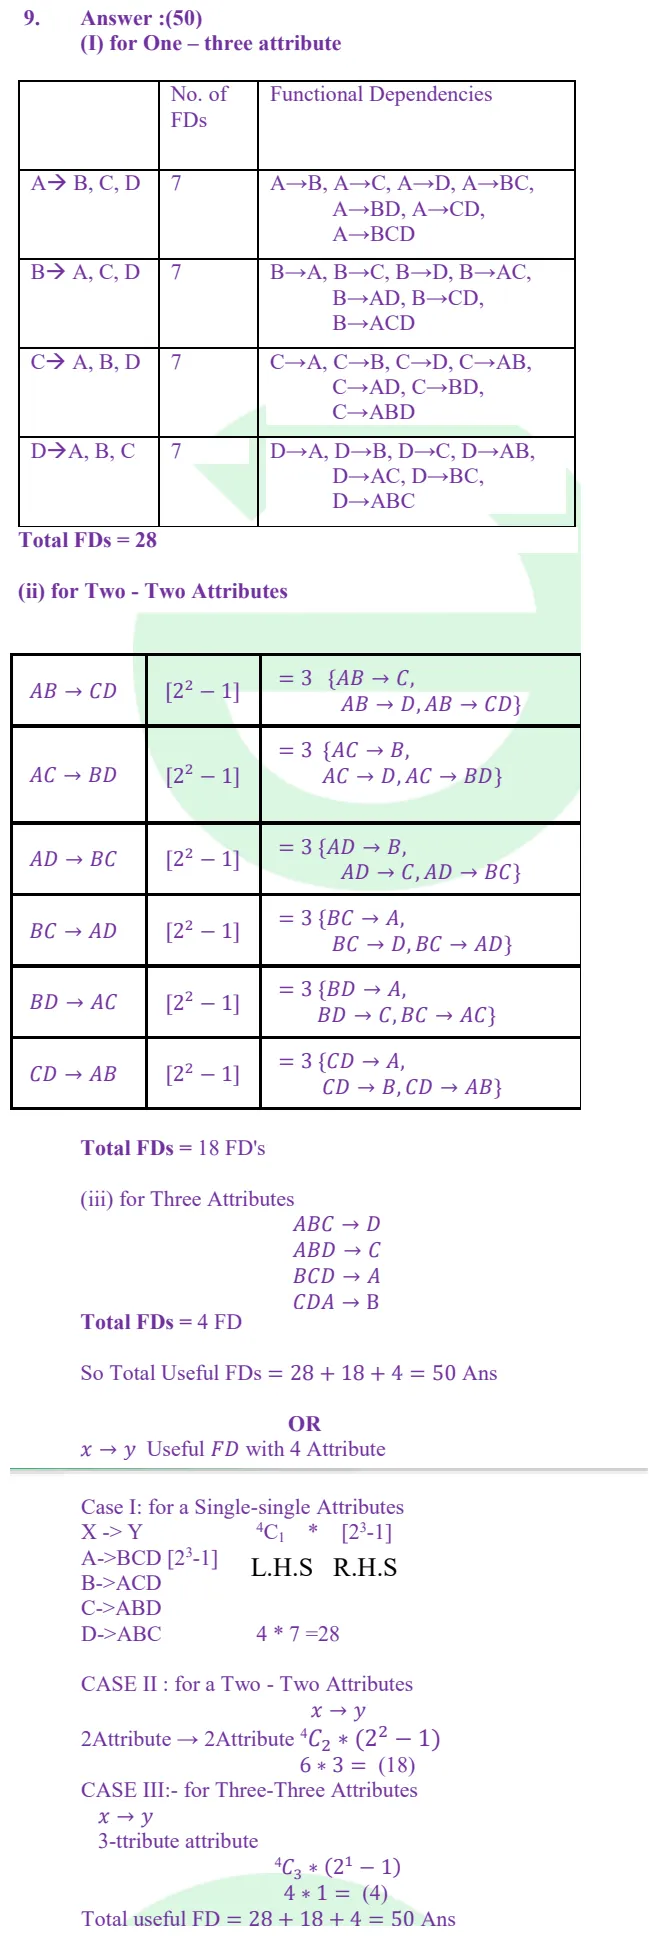 9. Answer :(50)
(I) for One – three attribute
No. of FDs Functional Dependencies
A→ B, C, D 7 A→B, A→C, A→D, A→BC,
A→BD, A→CD,
A→BCD
B→ A, C, D 7 B→A, B→C, B→D, B→AC,
B→AD, B→CD,
B→ACD
C→ A, B, D 7 C→A, C→B, C→D, C→AB,
C→AD, C→BD,
C→ABD
D→A, B, C 7 D→A, D→B, D→C, D→AB,
D→AC, D→BC,
D→ABC
Total FDs = 28
(ii) for Two - Two Attributes
AB → CD [2² − 1] = 3 {AB → C,
AB → D, AB → CD}
AC → BD [2² − 1] = 3 {AC → B,
AC → D, AC → BD}
AD → BC [2² − 1] = 3 {AD → B,
AD → C, AD → BC}
BC → AD [2² − 1] = 3 {BC → A,
BC → D, BC → AD}
BD → AC [2² − 1] = 3 {BD → A,
BD → C, BC → AC}
CD → AB [2² − 1] = 3 {CD → A,
CD → B, CD → AB}
Total FDs = 18 FD's
(iii) for Three Attributes
ABC → D
ABD → C
BCD → A
CDA → B
Total FDs = 4 FD
So Total Useful FDs = 28 + 18 + 4 = 50 Ans
OR
x → y Useful FD with 4 Attribute
Case I: for a Single-single Attributes
X -> Y ⁴C₁ * [2³-1]
A->BCD [2³-1] L.H.S R.H.S
B->ACD
C->ABD
D->ABC 4 * 7 =28
CASE II : for a Two - Two Attributes
x → y
2Attribute → 2Attribute ⁴C₂ ∗ (2² − 1)
6 ∗ 3 = (18)
CASE III:- for Three-Three Attributes
x → y
3-ttribute attribute
⁴C₃ ∗ (2¹ − 1)
4 ∗ 1 = (4)
Total useful FD = 28 + 18 + 4 = 50 Ans